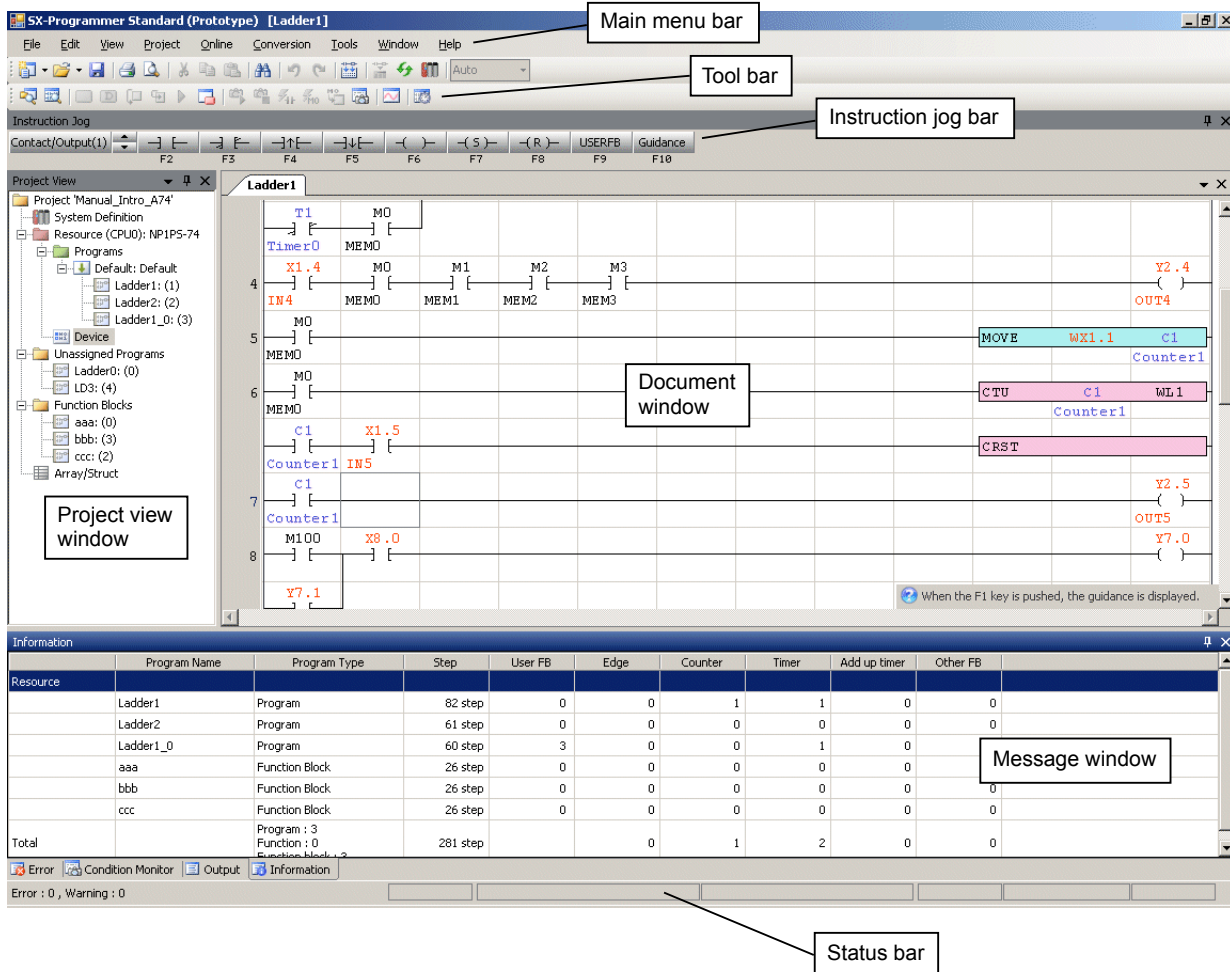 SX-Programmer Standard (Prototype) [Ladder1]
Main menu bar
File Edit View Project Online Conversion Tools Window Help
Auto
Tool bar
Instruction Jog
Instruction jog bar
Contact/Output(1) ( S ) ( R ) USERFB Guidance
F2 F3 F4 F5 F6 F7 F8 F9 F10
Project View
Project 'Manual_Intro_A74'
System Definition
Resource (CPU0): NP1PS-74
Programs
Default: Default
Ladder1: (1)
Ladder2: (2)
Ladder1_0: (3)
Device
Unassigned Programs
Ladder0: (0)
LD3: (4)
Function Blocks
aaa: (0)
bbb: (3)
ccc: (2)
Array/Struct
Project view
window
Ladder1
T1 M0
Timer0 MEM0
X1.4 M0 M1 M2 M3 Y2.4
4
IN4 MEM0 MEM1 MEM2 MEM3 OUT4
M0
5 MOVE WX1.1 C1
MEM0 Counter1
M0
6 CTU C1 WL1
MEM0 Counter1
Document
window
C1 X1.5
CRST
Counter1 IN5
C1 Y2.5
7
Counter1 OUT5
M100 X8.0 Y7.0
8
Y7.1
When the F1 key is pushed, the guidance is displayed.
Information
Program Name Program Type Step User FB Edge Counter Timer Add up timer Other FB
Resource
Ladder1 Program 82 step 0 0 1 1 0 0
Ladder2 Program 61 step 0 0 0 0 0 0
Ladder1_0 Program 60 step 3 0 0 1 0 0
aaa Function Block 26 step 0 0 0 0 0 0
bbb Function Block 26 step 0 0 0 0 0 0
ccc Function Block 26 step 0 0 0 0 0 0
Message window
Total Program : 3 281 step 0 1 2 0 0
Function : 0
Function block : 3
Error Condition Monitor Output Information
Error : 0 , Warning : 0
Status bar